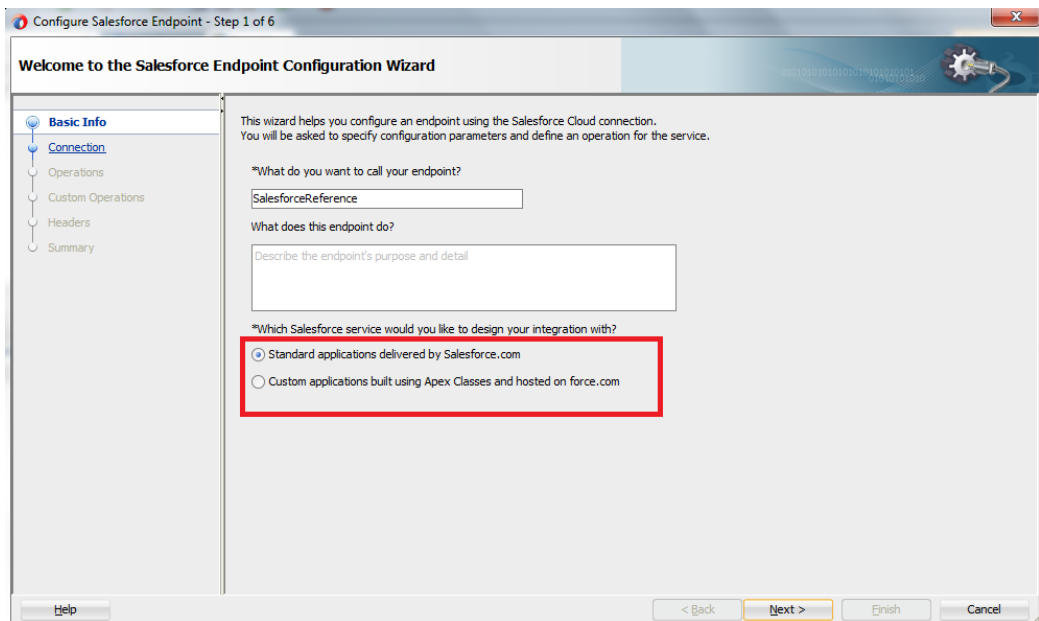 Configure Salesforce Endpoint - Step 1 of 6
Welcome to the Salesforce Endpoint Configuration Wizard
Basic Info
Connection
Operations
Custom Operations
Headers
Summary
This wizard helps you configure an endpoint using the Salesforce Cloud connection.
You will be asked to specify configuration parameters and define an operation for the service.
*What do you want to call your endpoint?
SalesforceReference
What does this endpoint do?
Describe the endpoint's purpose and detail
*Which Salesforce service would you like to design your integration with?
Standard applications delivered by Salesforce.com
Custom applications built using Apex Classes and hosted on force.com
Help
< Back
Next >
Finish
Cancel